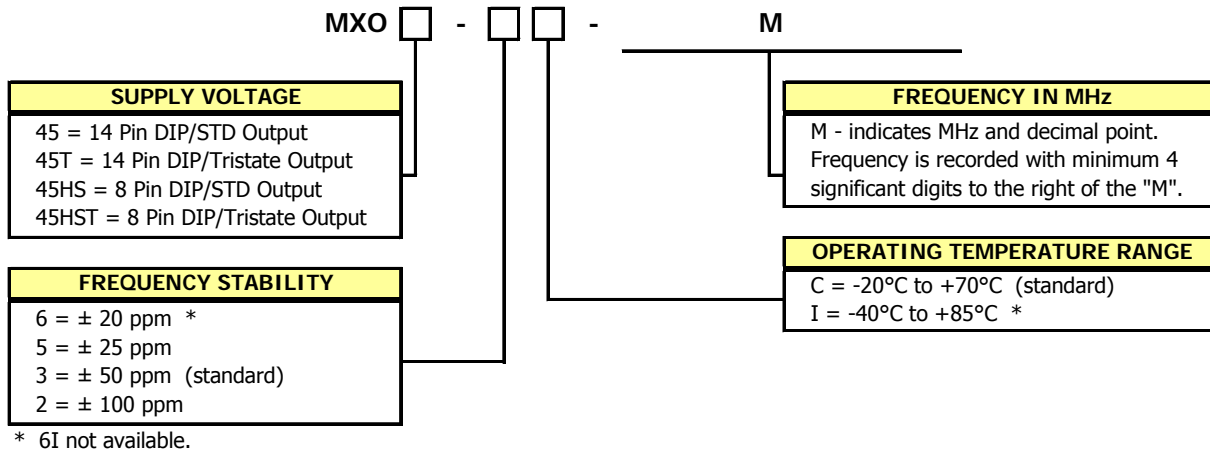 MXO - - M
SUPPLY VOLTAGE
45 = 14 Pin DIP/STD Output
45T = 14 Pin DIP/Tristate Output
45HS = 8 Pin DIP/STD Output
45HST = 8 Pin DIP/Tristate Output
FREQUENCY STABILITY
6 = ± 20 ppm *
5 = ± 25 ppm
3 = ± 50 ppm (standard)
2 = ± 100 ppm
* 6I not available.
FREQUENCY IN MHz
M - indicates MHz and decimal point.
Frequency is recorded with minimum 4
significant digits to the right of the "M".
OPERATING TEMPERATURE RANGE
C = -20°C to +70°C (standard)
I = -40°C to +85°C *